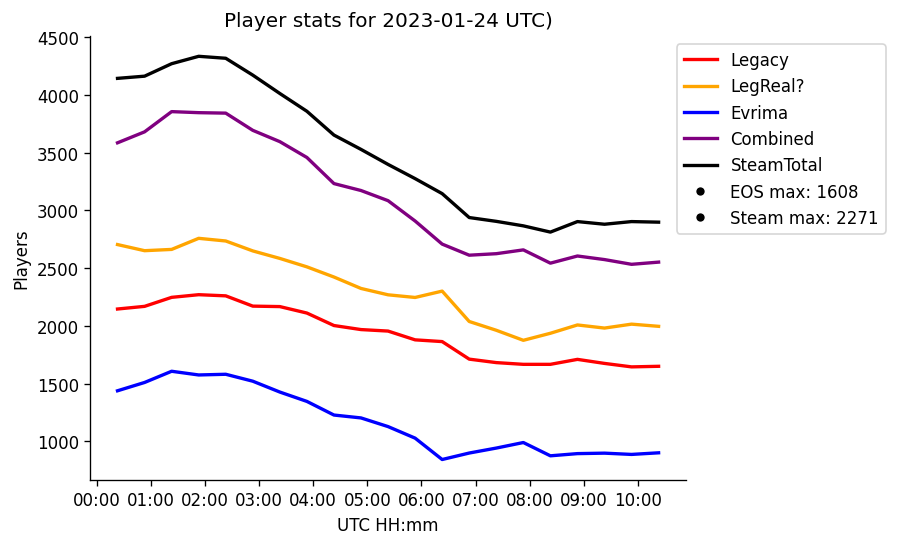 Player stats for 2023-01-24 UTC)
4500
4000
3500
3000
2500
2000
1500
1000
Players
00:00 01:00 02:00 03:00 04:00 05:00 06:00 07:00 08:00 09:00 10:00
UTC HH:mm
Legacy
LegReal?
Evrima
Combined
SteamTotal
EOS max: 1608
Steam max: 2271